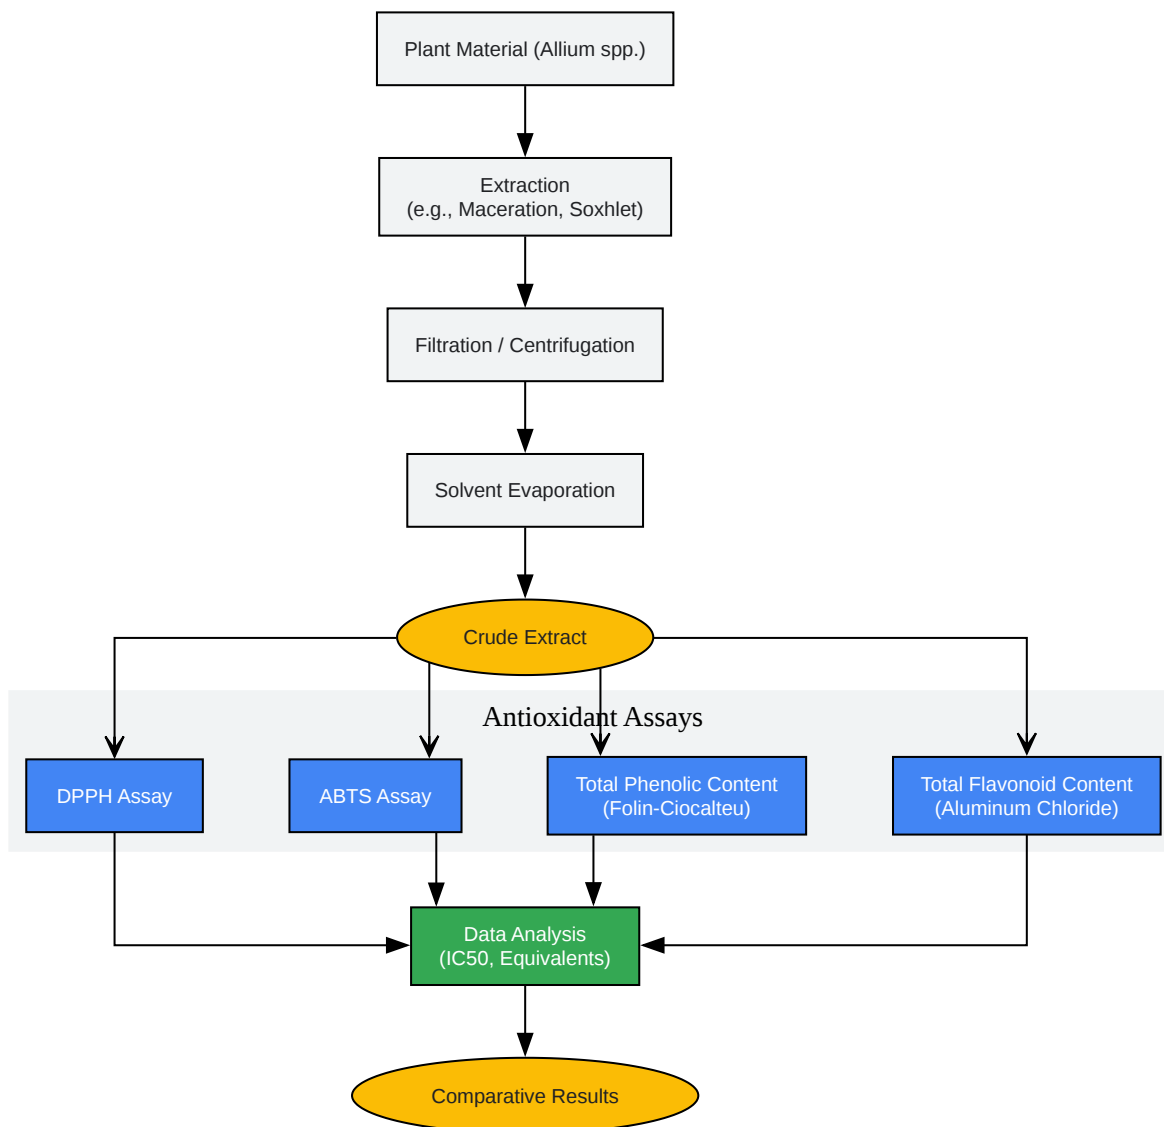 Plant Material (Allium spp.)
Extraction
(e.g., Maceration, Soxhlet)
Filtration / Centrifugation
Solvent Evaporation
Crude Extract
Antioxidant Assays
DPPH Assay
ABTS Assay
Total Phenolic Content
(Folin-Ciocalteu)
Total Flavonoid Content
(Aluminum Chloride)
Data Analysis
(IC50, Equivalents)
Comparative Results